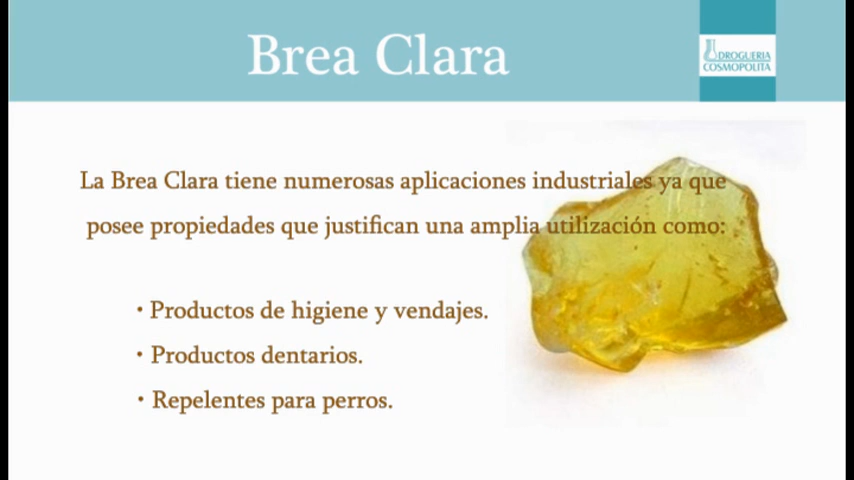 Brea Clara
DROGUERIA
COSMOPOLITA
La Brea Clara tiene numerosas aplicaciones industriales ya que
posee propiedades que justifican una amplia utilización como:
• Productos de higiene y vendajes.
• Productos dentarios.
• Repelentes para perros.